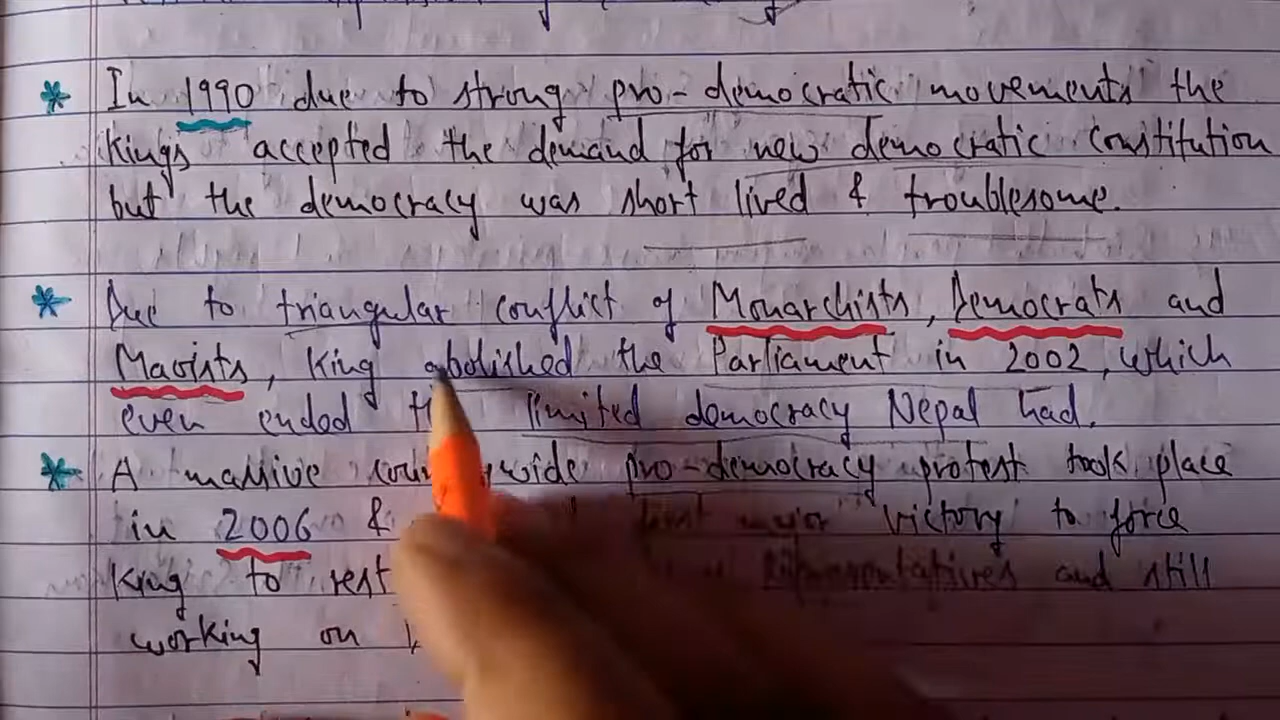 * In 1990 due to strong pro-democratic movements the
Kings accepted the demand for new democratic constitution
but the democracy was short lived & troublesome.
* Due to triangular conflict of Monarchists, Democrats and
Maoists, King abolished the Parliament in 2002, which
even ended limited democracy Nepal had.
* A massive wide pro-democracy protest took place
in 2006 & first major victory to force
King to Representatives and still
working on